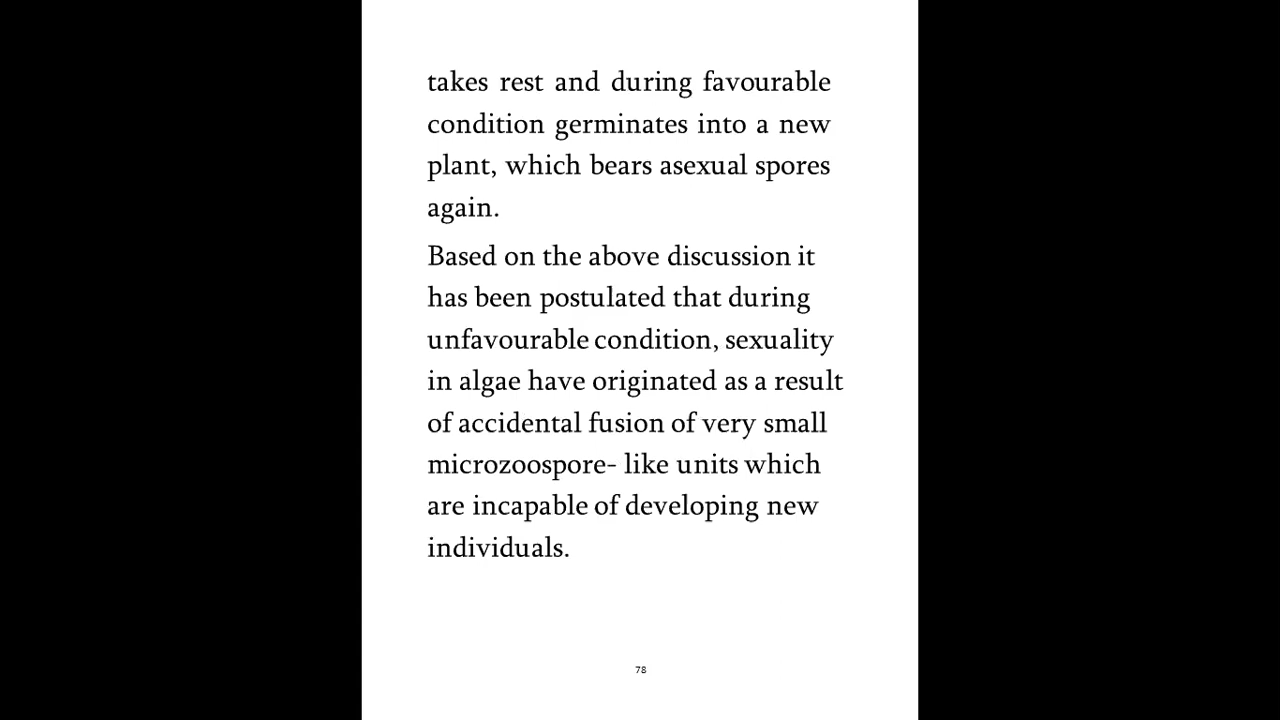 takes rest and during favourable
condition germinates into a new
plant, which bears asexual spores
again.
Based on the above discussion it
has been postulated that during
unfavourable condition, sexuality
in algae have originated as a result
of accidental fusion of very small
microzoospore- like units which
are incapable of developing new
individuals.
78